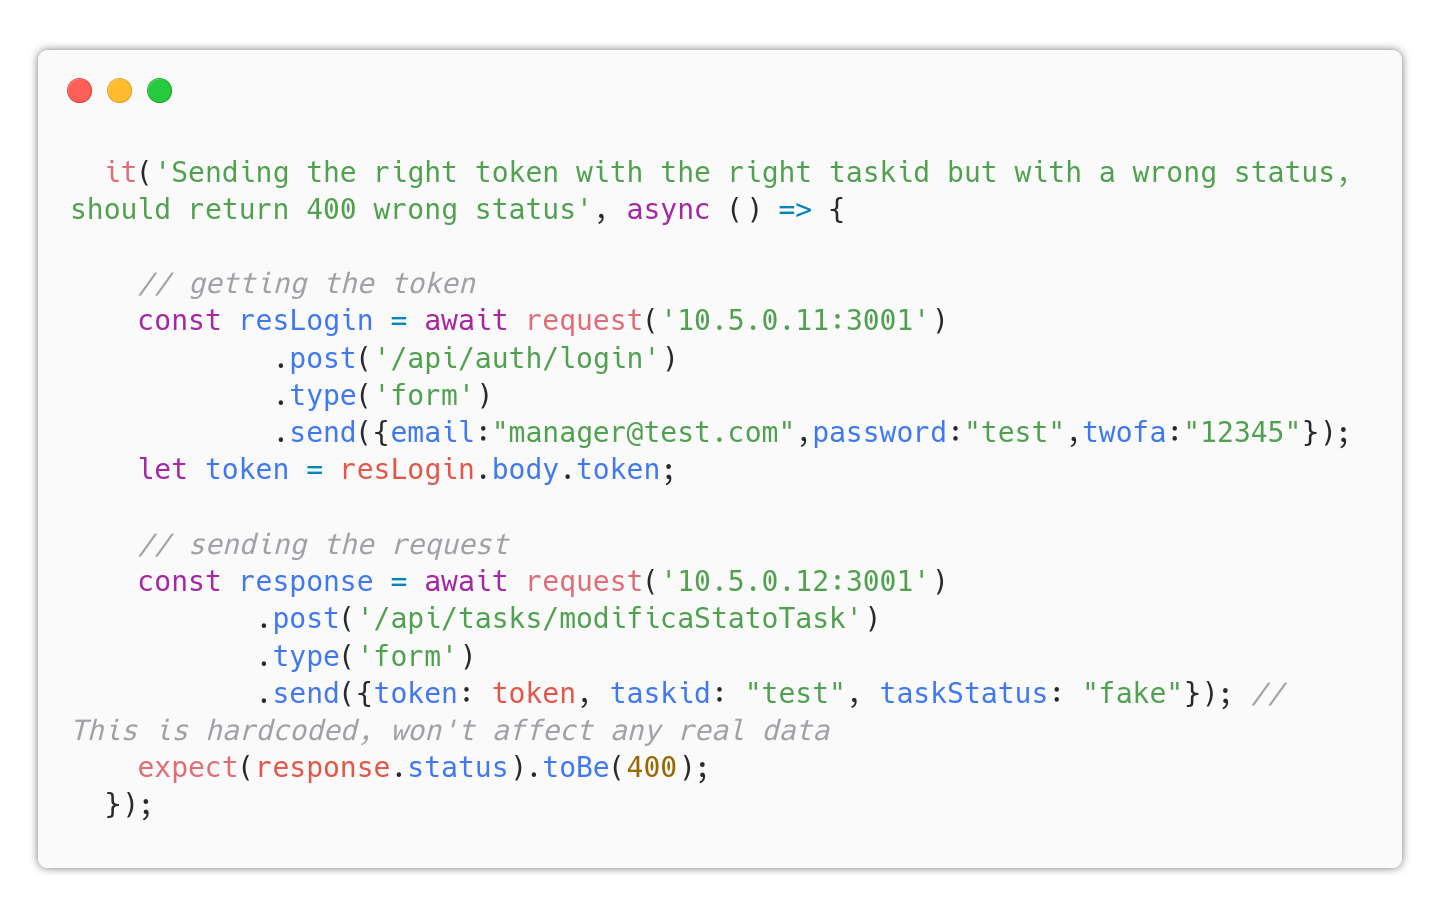 it('Sending the right token with the right taskid but with a wrong status,
should return 400 wrong status', async () => {
// getting the token
const resLogin = await request('10.5.0.11:3001')
.post('/api/auth/login')
.type('form')
.send({email:"manager@test.com",password:"test",twofa:"12345"});
let token = resLogin.body.token;
// sending the request
const response = await request('10.5.0.12:3001')
.post('/api/tasks/modificaStatoTask')
.type('form')
.send({token: token, taskid: "test", taskStatus: "fake"}); //
This is hardcoded, won't affect any real data
expect(response.status).toBe(400);
});